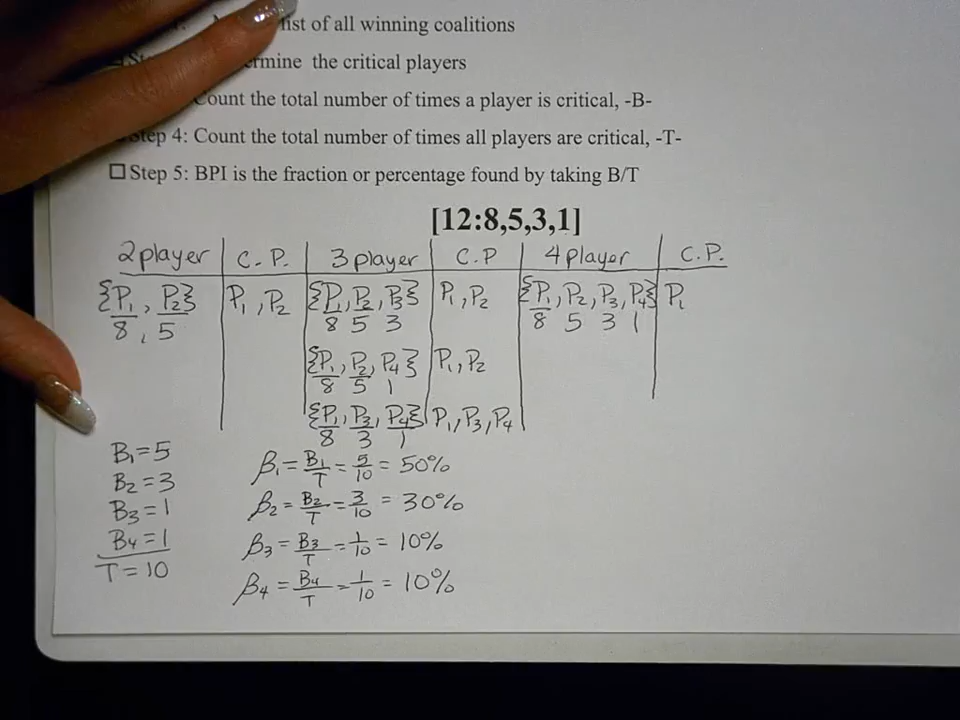 list of all winning coalitions
the critical players
Count the total number of times a player is critical, -B-
Step 4: Count the total number of times all players are critical, -T-
☐ Step 5: BPI is the fraction or percentage found by taking B/T
[12:8,5,3,1]
2 player C.P. 3 player C.P 4 player C.P.
{P₁, P₂} P₁, P₂ {P₁, P₂, P₃} P₁, P₂ {P₁, P₂, P₃, P₄} P₁
8, 5 8 5 3 8 5 3 1
{P₁, P₂, P₄} P₁, P₂
8 5 1
{P₁, P₃, P₄} P₁, P₃, P₄
8 3 1
B₁ = 5 β₁ = B₁/T = 5/10 = 50%
B₂ = 3 β₂ = B₂/T = 3/10 = 30%
B₃ = 1 β₃ = B₃/T = 1/10 = 10%
B₄ = 1 β₄ = B₄/T = 1/10 = 10%
T = 10